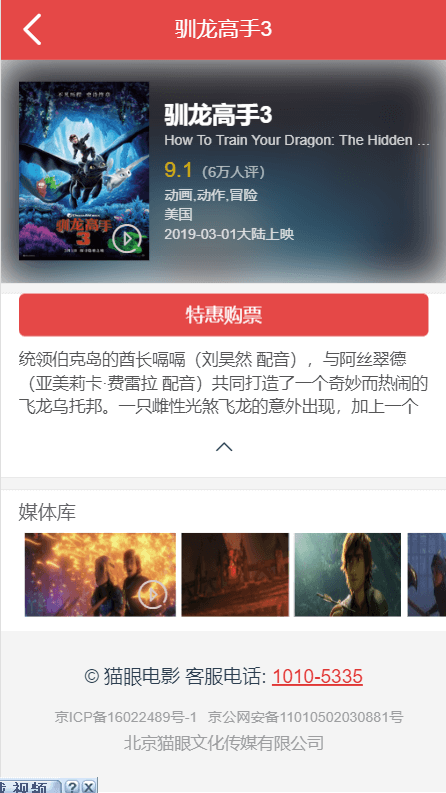 驯龙高手3
驯龙高手
3
驯龙高手3
How To Train Your Dragon: The Hidden ...
9.1 (6万人评)
动画,动作,冒险
美国
2019-03-01大陆上映
特惠购票
统领伯克岛的酋长嗝嗝（刘昊然 配音），与阿丝翠德
（亚美莉卡·费雷拉 配音）共同打造了一个奇妙而热闹的
飞龙乌托邦。一只雌性光煞飞龙的意外出现，加上一个
媒体库
© 猫眼电影 客服电话: 1010-5335
京ICP备16022489号-1 京公网安备11010502030881号
北京猫眼文化传媒有限公司
视频 ? X